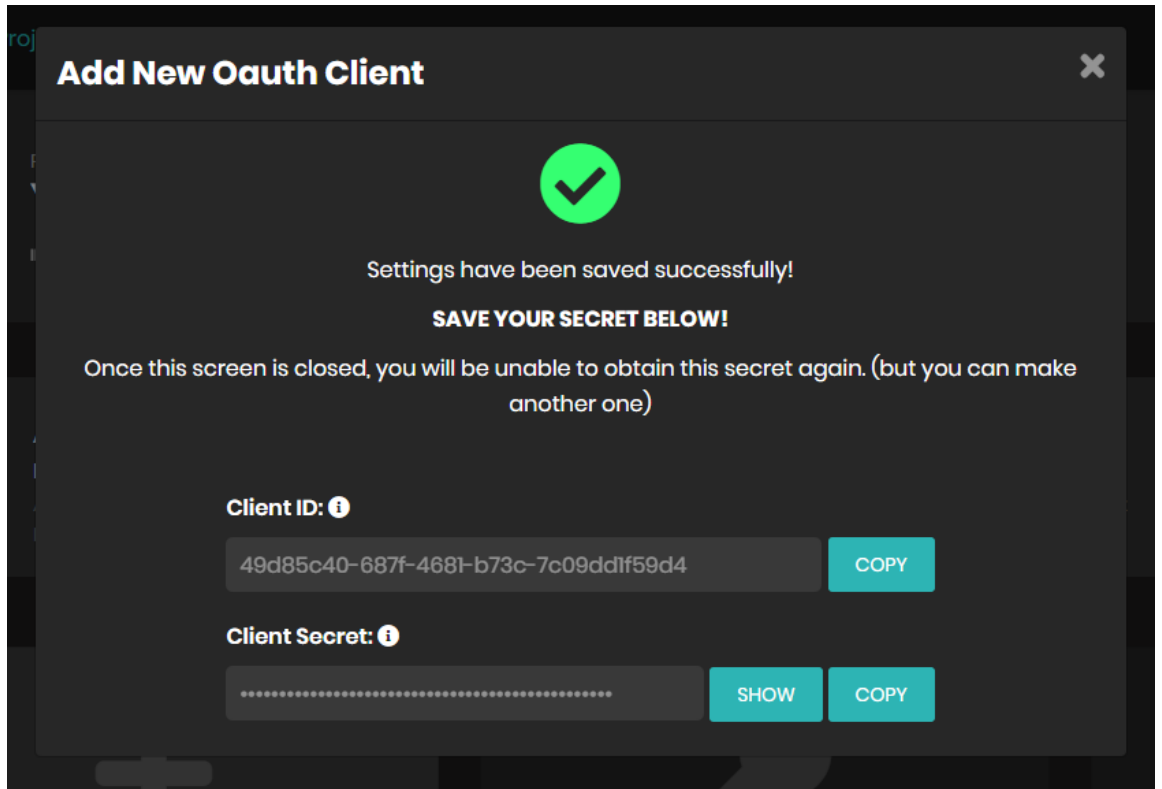 roj
Add New Oauth Client
Settings have been saved successfully!
SAVE YOUR SECRET BELOW!
Once this screen is closed, you will be unable to obtain this secret again. (but you can make
another one)
Client ID:
49d85c40-687f-4681-b73c-7c09dd1f59d4 COPY
Client Secret:
SHOW COPY